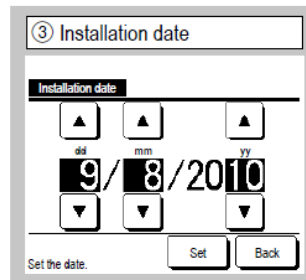 ③ Installation date
Installation date
▲ ▲ ▲
dd mm yy
9/ 8/2010
▼ ▼ ▼
Set the date. Set Back